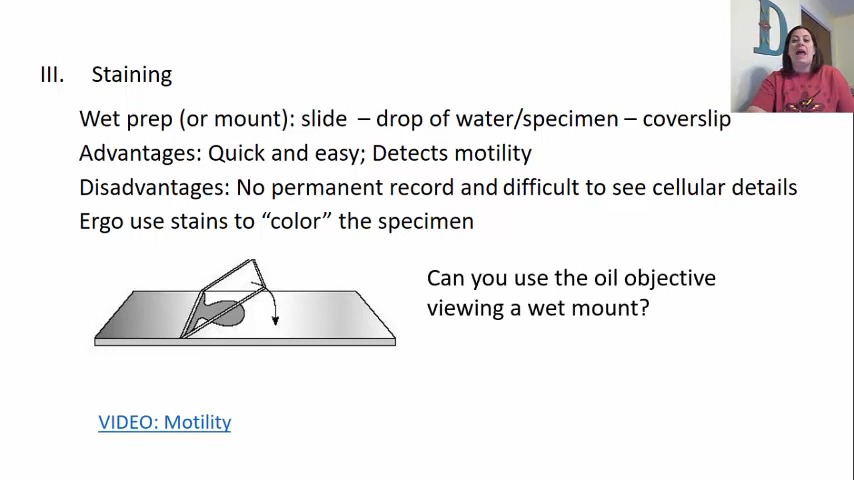 III. Staining
Wet prep (or mount): slide – drop of water/specimen – coverslip
Advantages: Quick and easy; Detects motility
Disadvantages: No permanent record and difficult to see cellular details
Ergo use stains to “color” the specimen
Can you use the oil objective
viewing a wet mount?
VIDEO: Motility
D